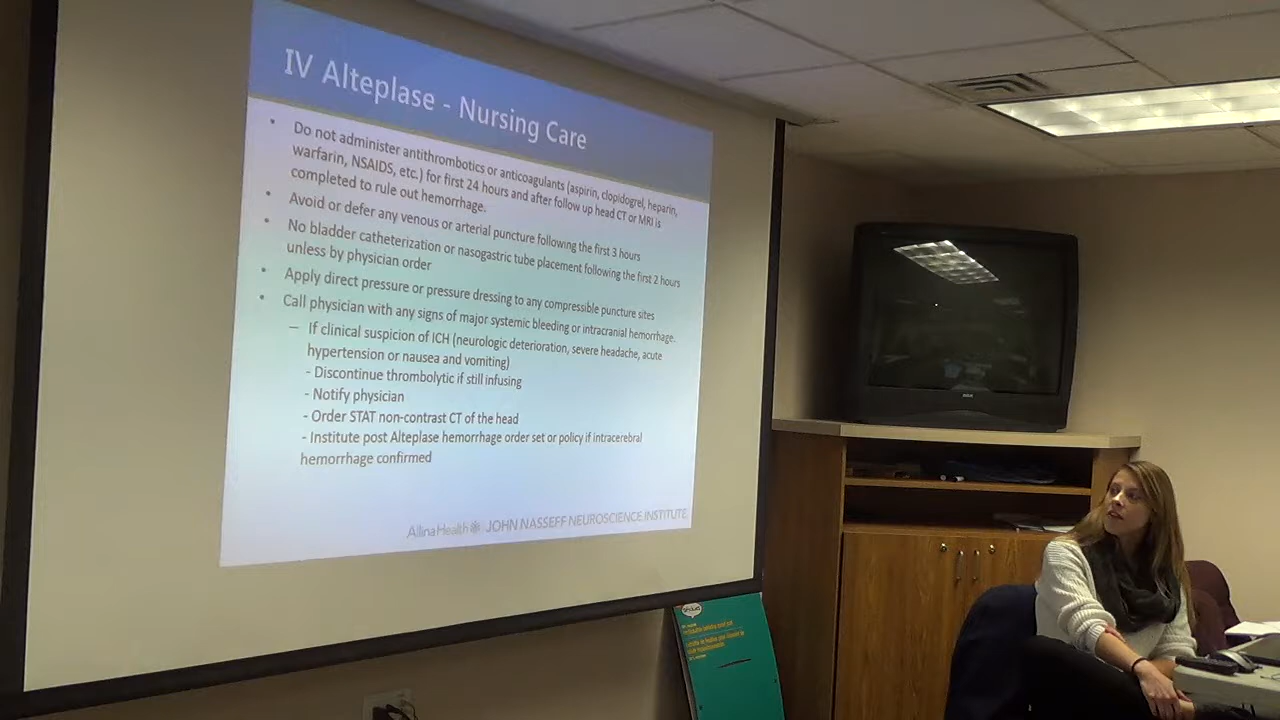 IV Alteplase - Nursing Care
• Do not administer antithrombotics or anticoagulants (aspirin, clopidogrel, heparin,
warfarin, NSAIDS, etc.) for first 24 hours and after follow up head CT or MRI is
completed to rule out hemorrhage.
• Avoid or defer any venous or arterial puncture following the first 3 hours
• No bladder catheterization or nasogastric tube placement following the first 2 hours
unless by physician order
• Apply direct pressure or pressure dressing to any compressible puncture sites
• Call physician with any signs of major systemic bleeding or intracranial hemorrhage.
– If clinical suspicion of ICH (neurologic deterioration, severe headache, acute
hypertension or nausea and vomiting)
- Discontinue thrombolytic if still infusing
- Notify physician
- Order STAT non-contrast CT of the head
- Institute post Alteplase hemorrhage order set or policy if intracerebral
hemorrhage confirmed
Allina Health JOHN NASSEFF NEUROSCIENCE INSTITUTE
RCA